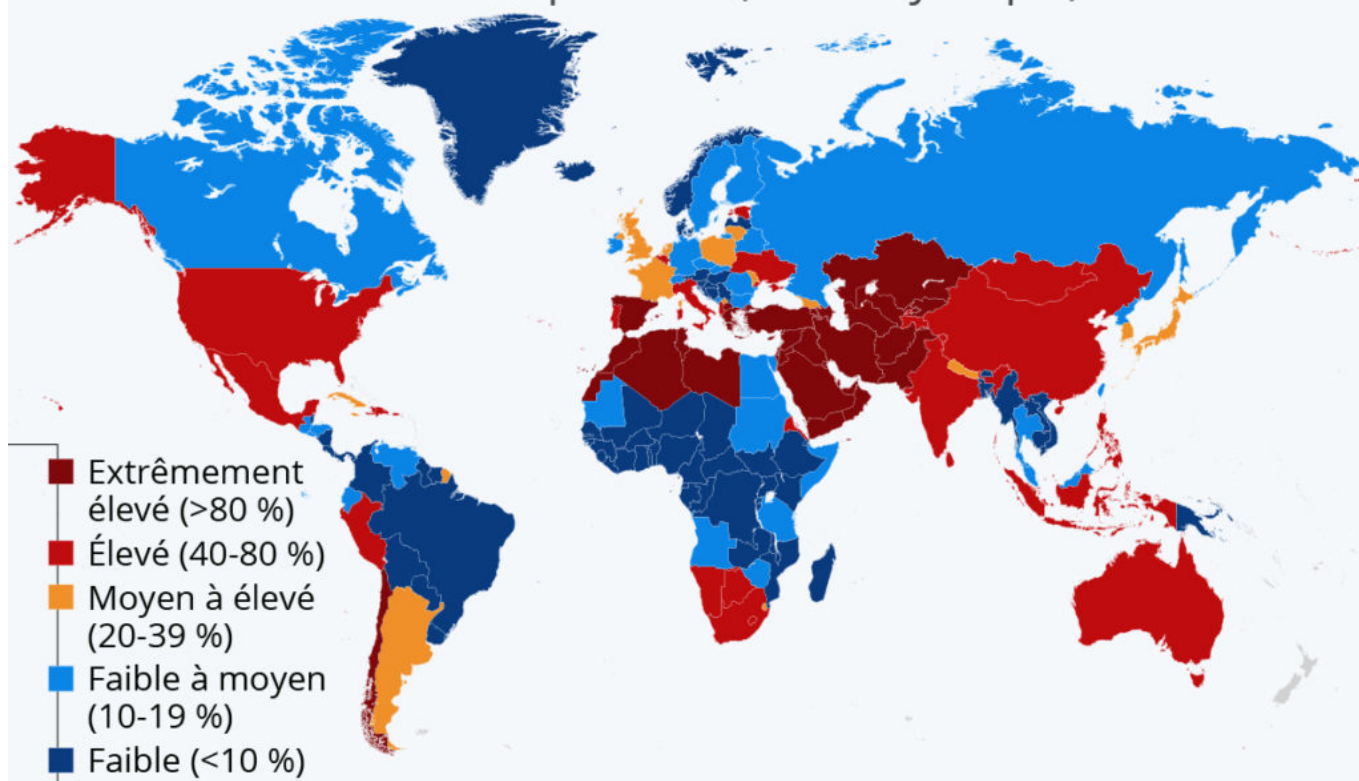 Extrêmement
élevé (>80 %)
Élevé (40-80 %)
Moyen à élevé
(20-39 %)
Faible à moyen
(10-19 %)
Faible (<10 %)